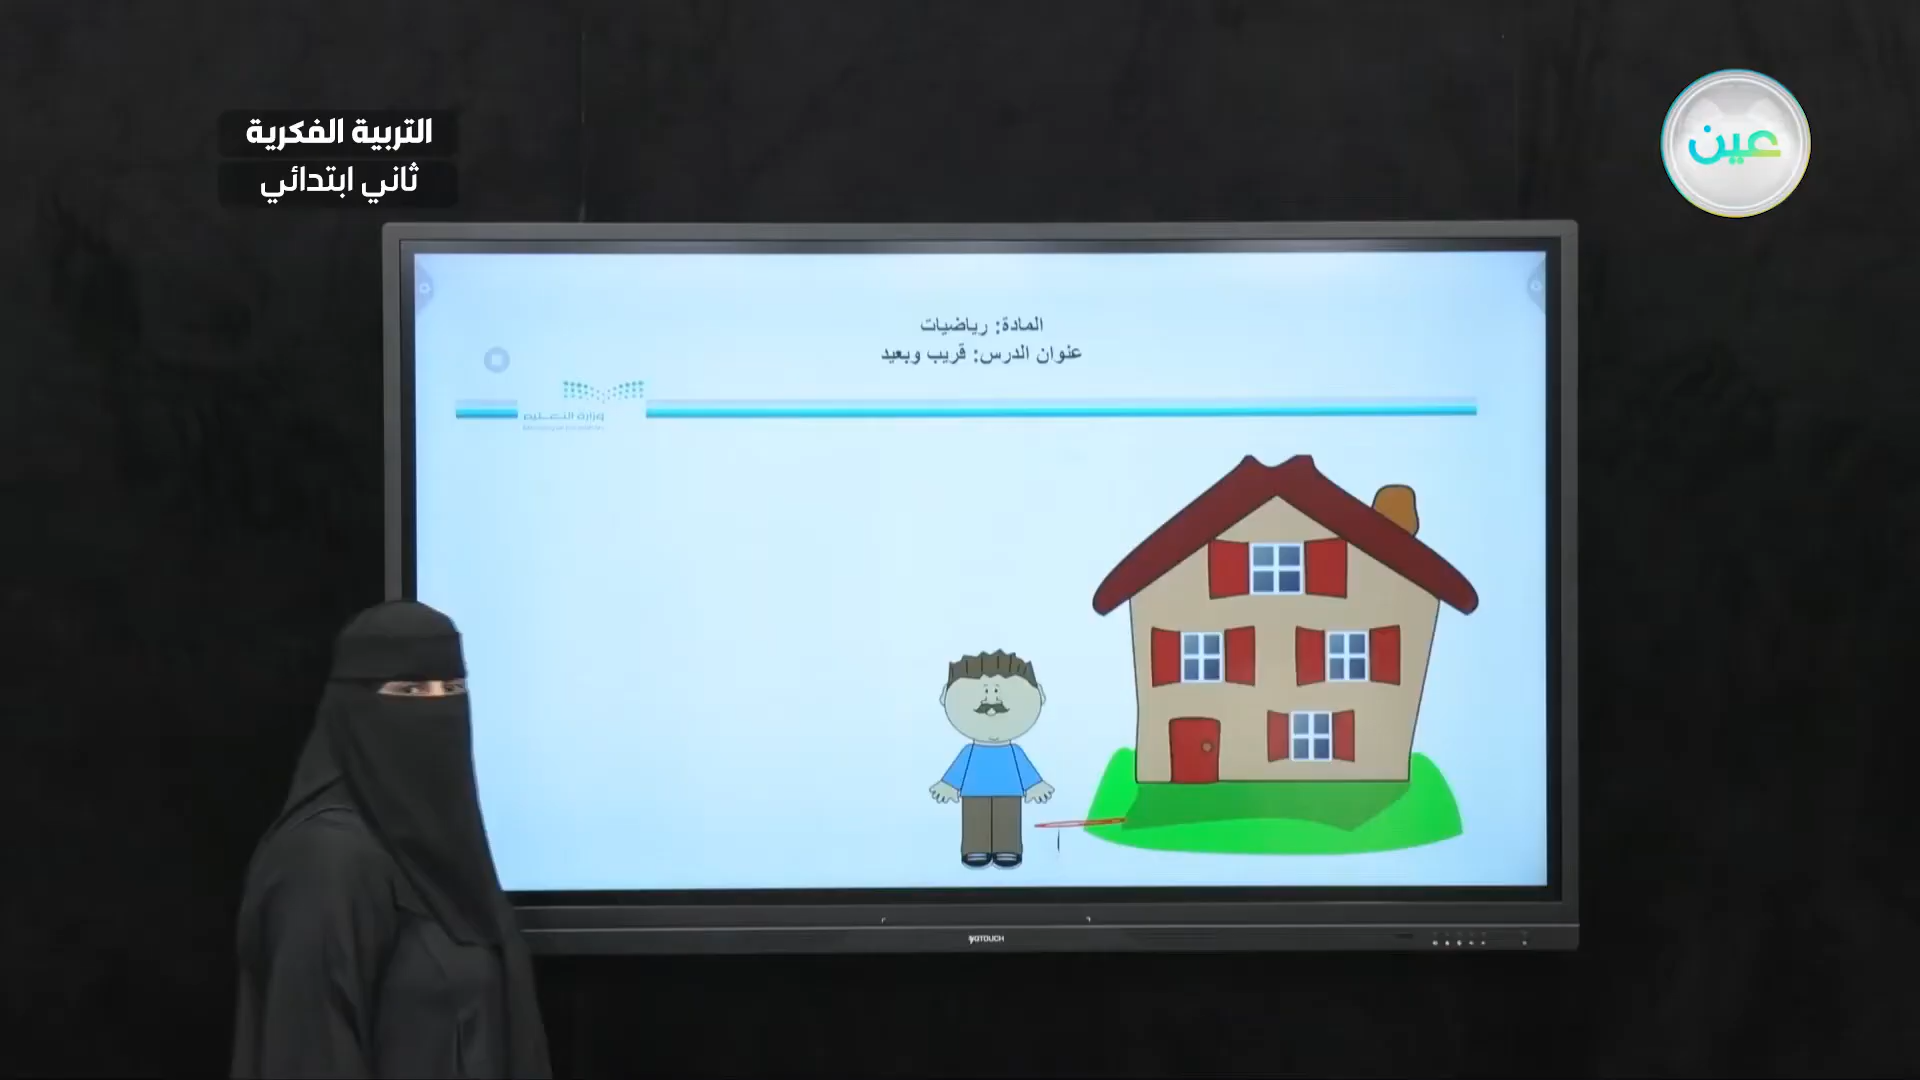 التربية الفكرية
ثاني ابتدائي
عين
المادة: رياضيات
عنوان الدرس: قريب وبعيد
وزارة التعليم